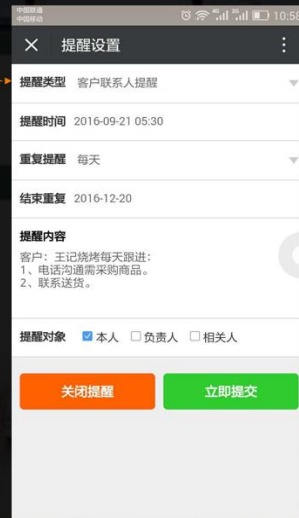 中国联通
中国移动
10:58
提醒设置
提醒类型 客户联系人提醒
提醒时间 2016-09-21 05:30
重复提醒 每天
结束重复 2016-12-20
提醒内容
客户：王记烧烤每天跟进：
1、电话沟通需采购商品。
2、联系送货。
提醒对象 本人 负责人 相关人
关闭提醒 立即提交